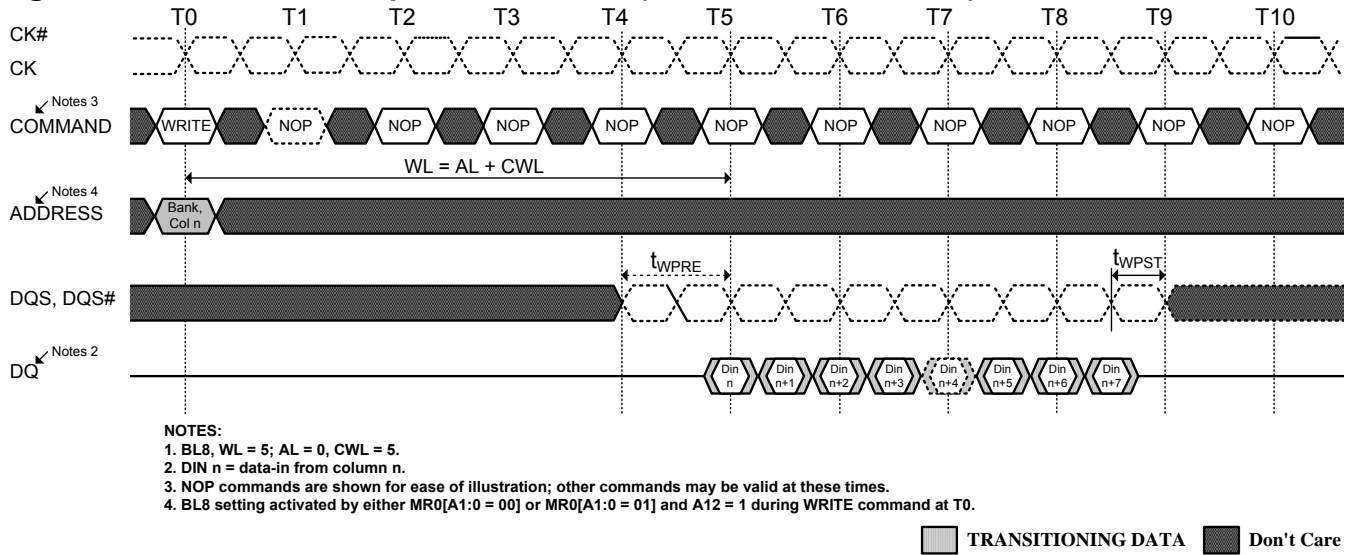 T0 T1 T2 T3 T4 T5 T6 T7 T8 T9 T10
CK#
CK
Notes 3
COMMAND WRITE NOP NOP NOP NOP NOP NOP NOP NOP NOP NOP
WL = AL + CWL
Notes 4
ADDRESS
Bank,
Col n
tWPRE tWPST
DQS, DQS#
Notes 2
DQ
Din Din Din Din Din Din Din Din
n n+1 n+2 n+3 n+4 n+5 n+6 n+7
NOTES:
1. BL8, WL = 5; AL = 0, CWL = 5.
2. DIN n = data-in from column n.
3. NOP commands are shown for ease of illustration; other commands may be valid at these times.
4. BL8 setting activated by either MR0[A1:0 = 00] or MR0[A1:0 = 01] and A12 = 1 during WRITE command at T0.
TRANSITIONING DATA Don't Care